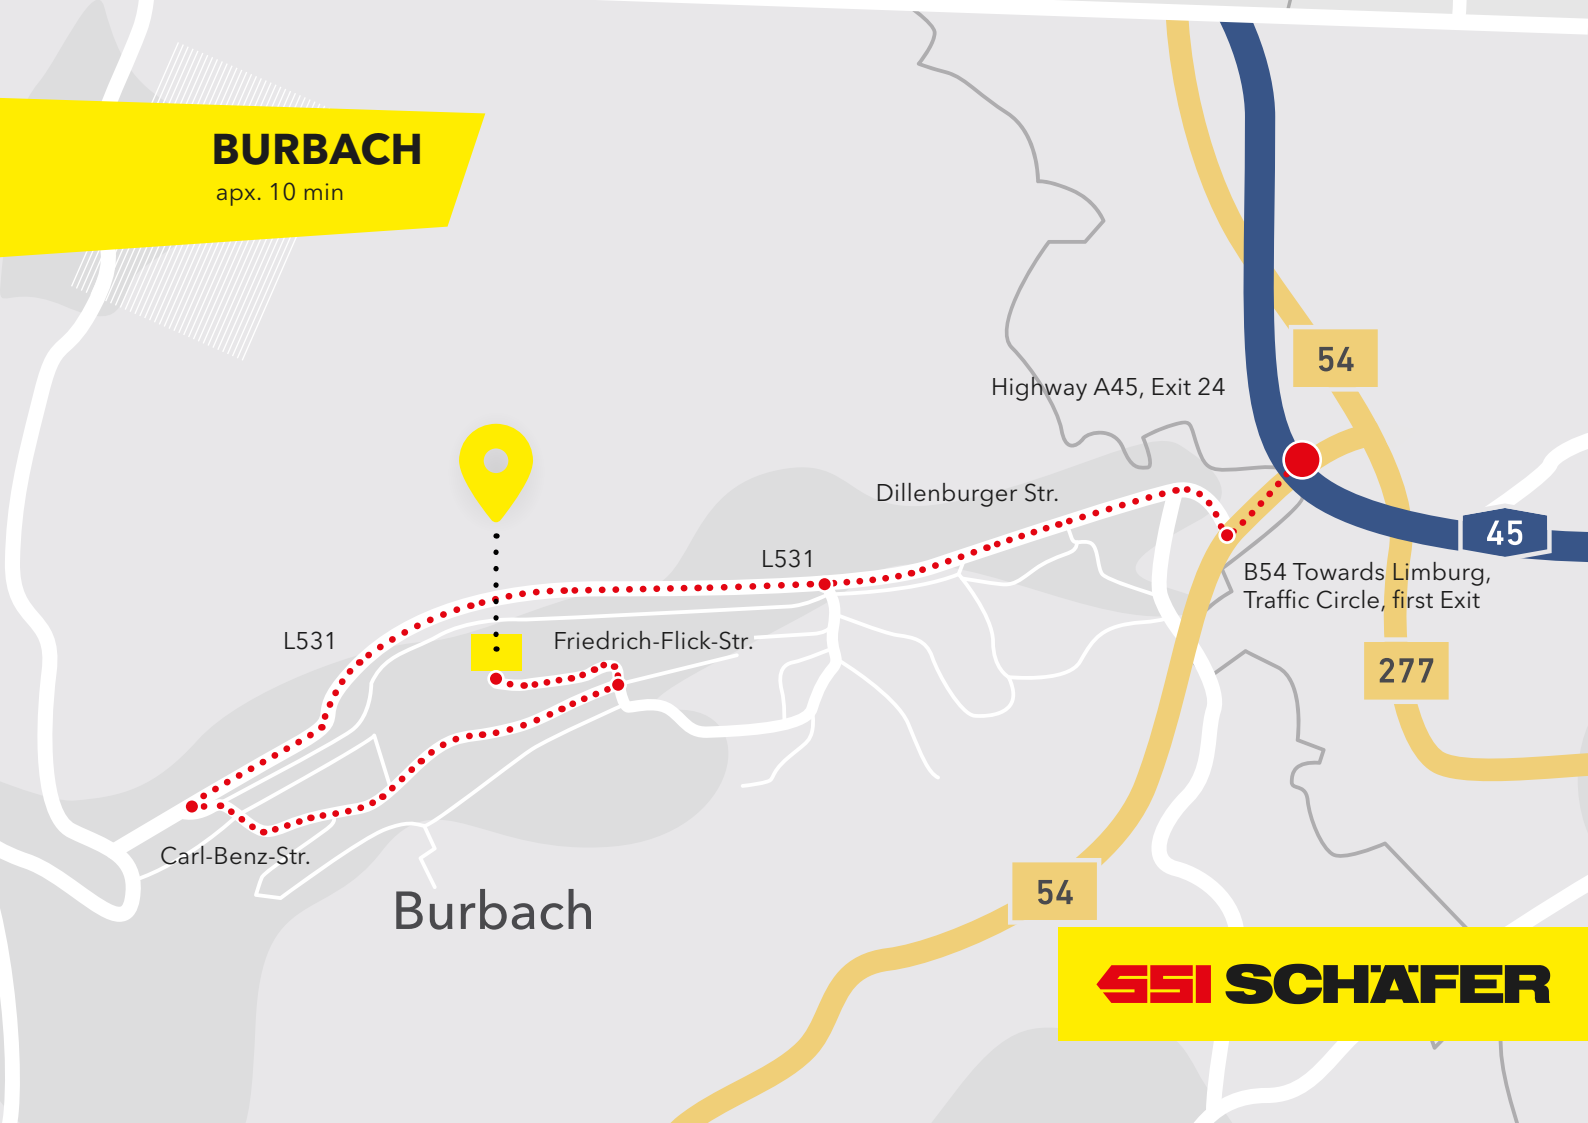 BURBACH
apx. 10 min
54
Highway A45, Exit 24
Dillenburger Str.
45
L531
B54 Towards Limburg,
Traffic Circle, first Exit
L531
Friedrich-Flick-Str.
277
Carl-Benz-Str.
54
Burbach
SSI SCHÄFER